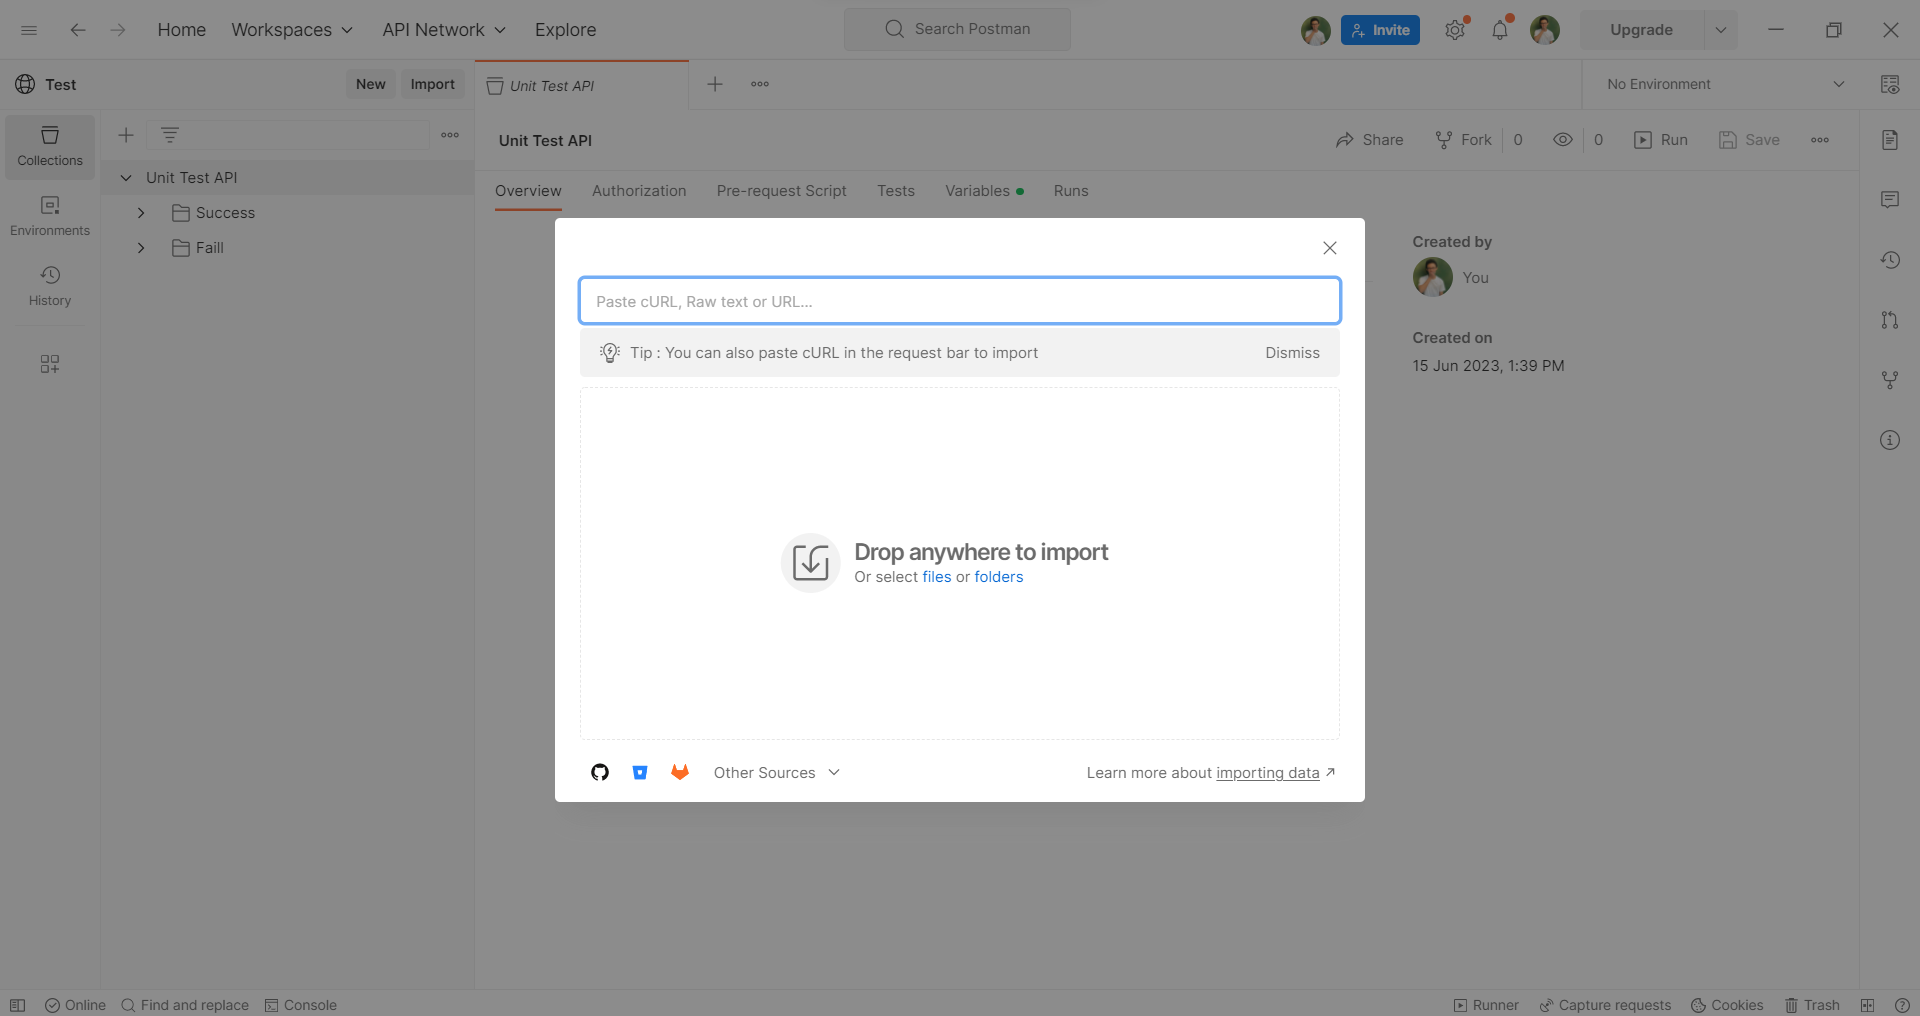 Home Workspaces API Network Explore Search Postman Invite Upgrade
Test New Import Unit Test API No Environment
Collections
Environments
History
Unit Test API
Success
Faill
Unit Test API Share Fork 0 0 Run Save
Overview Authorization Pre-request Script Tests Variables Runs
Paste cURL, Raw text or URL...
Tip : You can also paste cURL in the request bar to import Dismiss
Drop anywhere to import
Or select files or folders
Other Sources Learn more about importing data
Created by
You
Created on
15 Jun 2023, 1:39 PM
Online Find and replace Console Runner Capture requests Cookies Trash